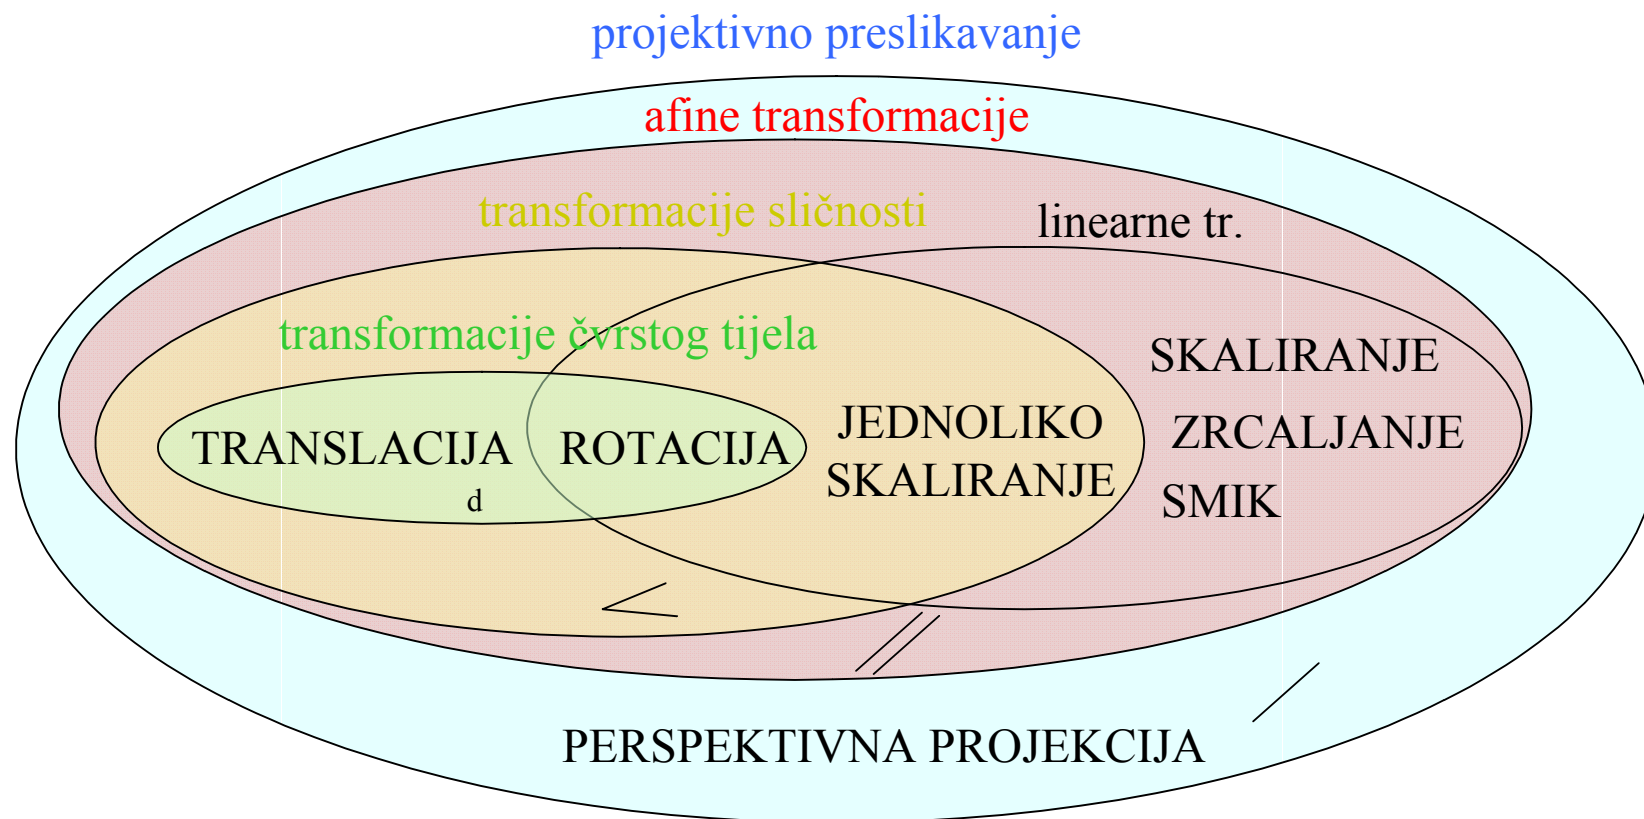 projektivno preslikavanje
afine transformacije
transformacije sličnosti
linearne tr.
transformacije čvrstog tijela
SKALIRANJE
JEDNOLIKO
ZRCALJANJE
TRANSLACIJA
ROTACIJA
SKALIRANJE
d
SMIK
PERSPEKTIVNA PROJEKCIJA